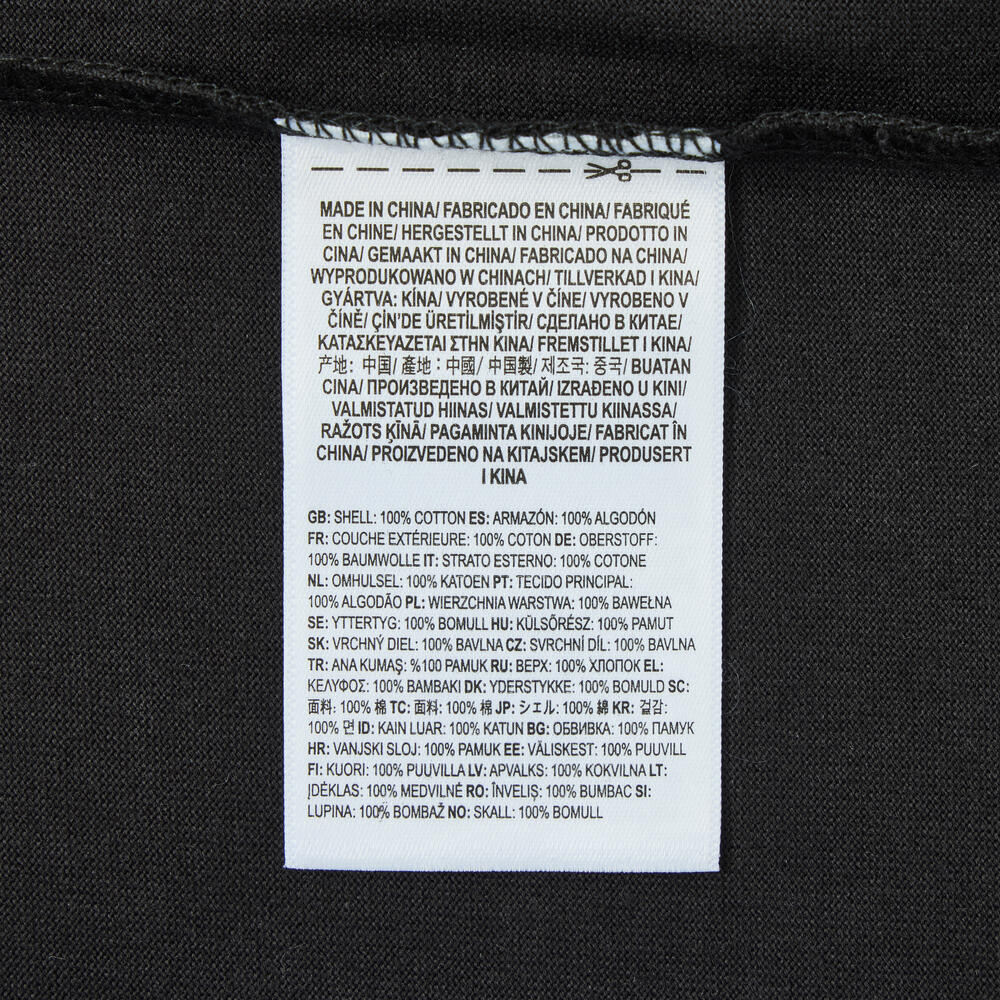 MADE IN CHINA/ FABRICADO EN CHINA/ FABRIQUÉ
EN CHINE/ HERGESTELLT IN CHINA/ PRODOTTO IN
CINA/ GEMAAKT IN CHINA/ FABRICADO NA CHINA/
WYPRODUKOWANO W CHINACH/ TILLVERKAD I KINA/
GYÁRTVA: KÍNA/ VYROBENÉ V ČÍNE/ VYROBENO V
ČÍNĚ/ ÇİN'DE ÜRETİLMİŞTİR/ СДЕЛАНО В КИТАЕ/
ΚΑΤΑΣΚΕΥΑΖΕΤΑΙ ΣΤΗΝ ΚΙΝΑ/ FREMSTILLET I KINA/
产地: 中国/ 產地：中國/ 中国製/ 제조국: 중국/ BUATAN
CINA/ ПРОИЗВЕДЕНО В КИТАЙ/ IZRAĐENO U KINI/
VALMISTATUD HIINAS/ VALMISTETTU KIINASSA/
RAŽOTS ĶĪNĀ/ PAGAMINTA KINIJOJE/ FABRICAT ÎN
CHINA/ PROIZVEDENO NA KITAJSKEM/ PRODUSERT
I KINA
GB: SHELL: 100% COTTON ES: ARMAZÓN: 100% ALGODÓN
FR: COUCHE EXTÉRIEURE: 100% COTON DE: OBERSTOFF:
100% BAUMWOLLE IT: STRATO ESTERNO: 100% COTONE
NL: OMHULSEL: 100% KATOEN PT: TECIDO PRINCIPAL:
100% ALGODÃO PL: WIERZCHNIA WARSTWA: 100% BAWEŁNA
SE: YTTERTYG: 100% BOMULL HU: KÜLSŐRÉSZ: 100% PAMUT
SK: VRCHNÝ DIEL: 100% BAVLNA CZ: SVRCHNÍ DÍL: 100% BAVLNA
TR: ANA KUMAŞ: %100 PAMUK RU: ВЕРХ: 100% ХЛОПОК EL:
ΚΕΛΥΦΟΣ: 100% ΒΑΜΒΑΚΙ DK: YDERSTYKKE: 100% BOMULD SC:
面料: 100% 棉 TC: 面料: 100% 棉 JP: シェル: 100% 綿 KR: 겉감:
100% 면 ID: KAIN LUAR: 100% KATUN BG: ОБВИВКА: 100% ПАМУК
HR: VANJSKI SLOJ: 100% PAMUK EE: VÄLISKEST: 100% PUUVILL
FI: KUORI: 100% PUUVILLA LV: APVALKS: 100% KOKVILNA LT:
ĮDĖKLAS: 100% MEDVILNĖ RO: ÎNVELIȘ: 100% BUMBAC SI:
LUPINA: 100% BOMBAŽ NO: SKALL: 100% BOMULL